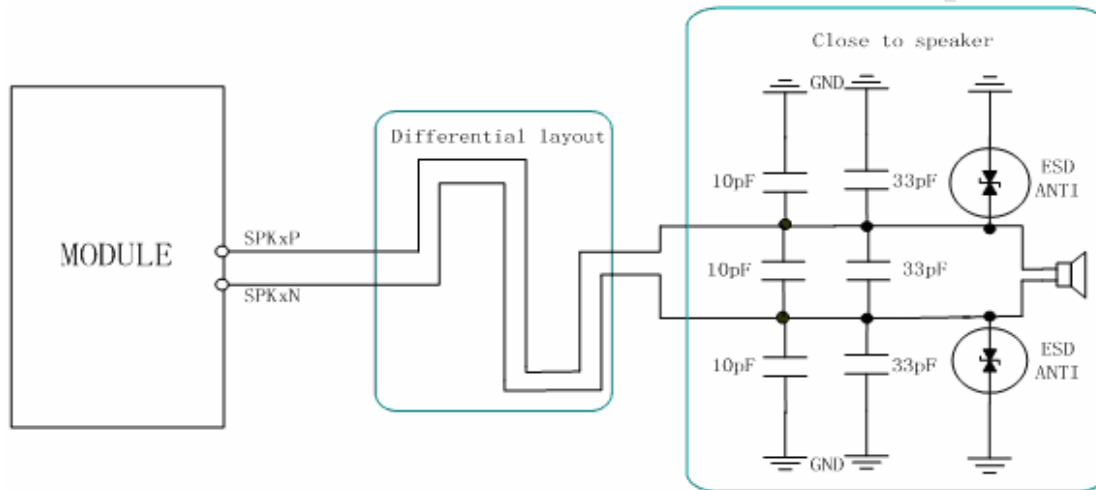 Close to speaker
GND
Differential layout
10pF
33pF
ESD
ANTI
SPKxP
MODULE
10pF
33pF
SPKxN
10pF
33pF
ESD
ANTI
GND